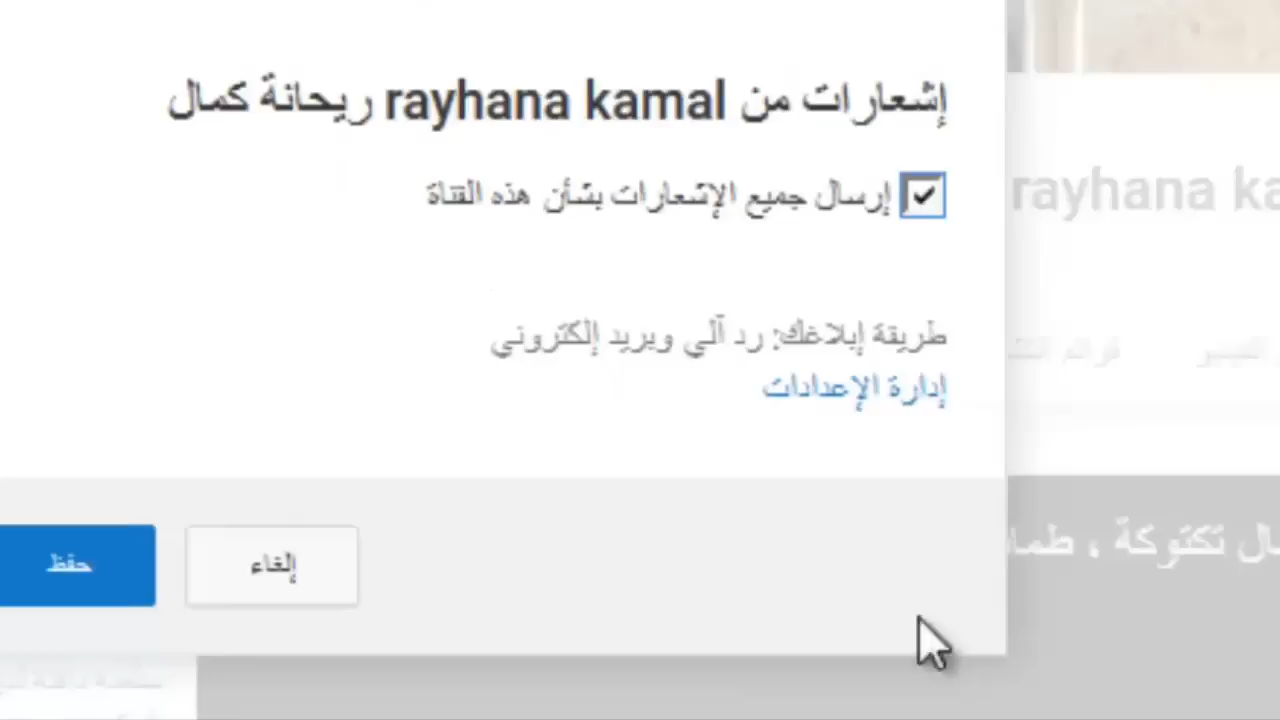 إشعارات من rayhana kamal ريحانة كمال
إرسال جميع الإشعارات بشأن هذه القناة
rayhana
طريقة إبلاغك: رد آلي وبريد إلكتروني
إدارة الإعدادات
تكتوكة ،
إلغاء
حفظ